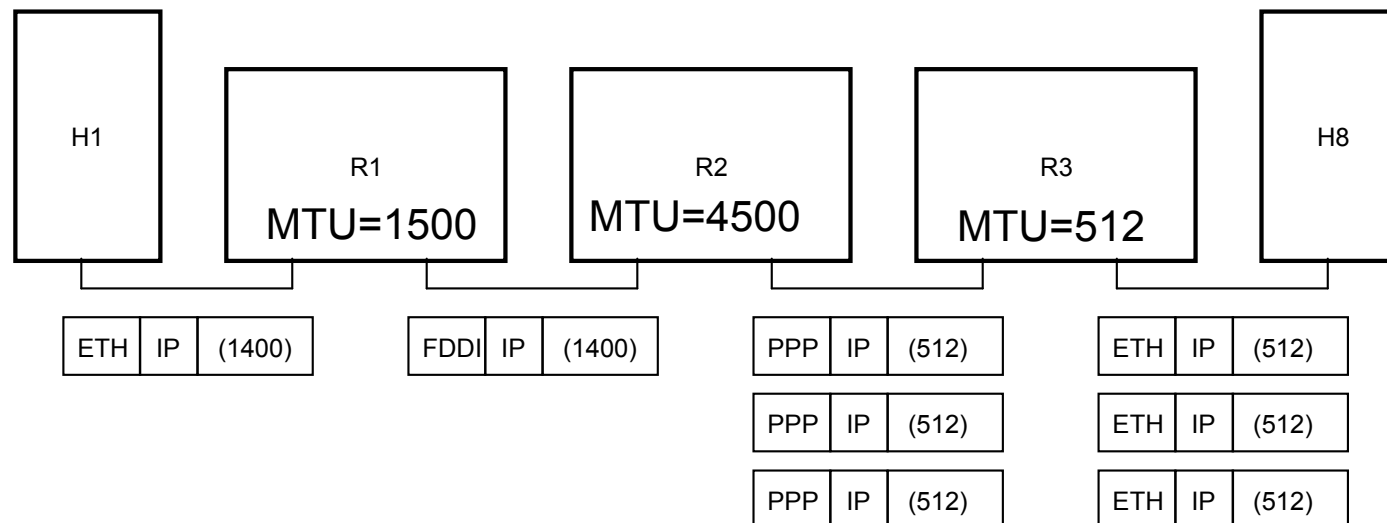 H1
R1
MTU=1500
R2
MTU=4500
R3
MTU=512
H8
ETH IP (1400)
FDDI IP (1400)
PPP IP (512)
ETH IP (512)
PPP IP (512)
ETH IP (512)
PPP IP (512)
ETH IP (512)